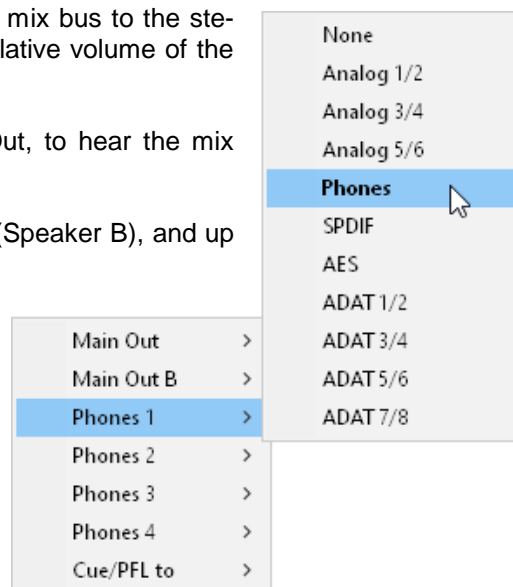 mix bus to the ste-
lative volume of the
Out, to hear the mix
(Speaker B), and up
None
Analog 1/2
Analog 3/4
Analog 5/6
Phones
SPDIF
AES
ADAT 1/2
ADAT 3/4
ADAT 5/6
ADAT 7/8
Main Out >
Main Out B >
Phones 1 >
Phones 2 >
Phones 3 >
Phones 4 >
Cue/PFL to >